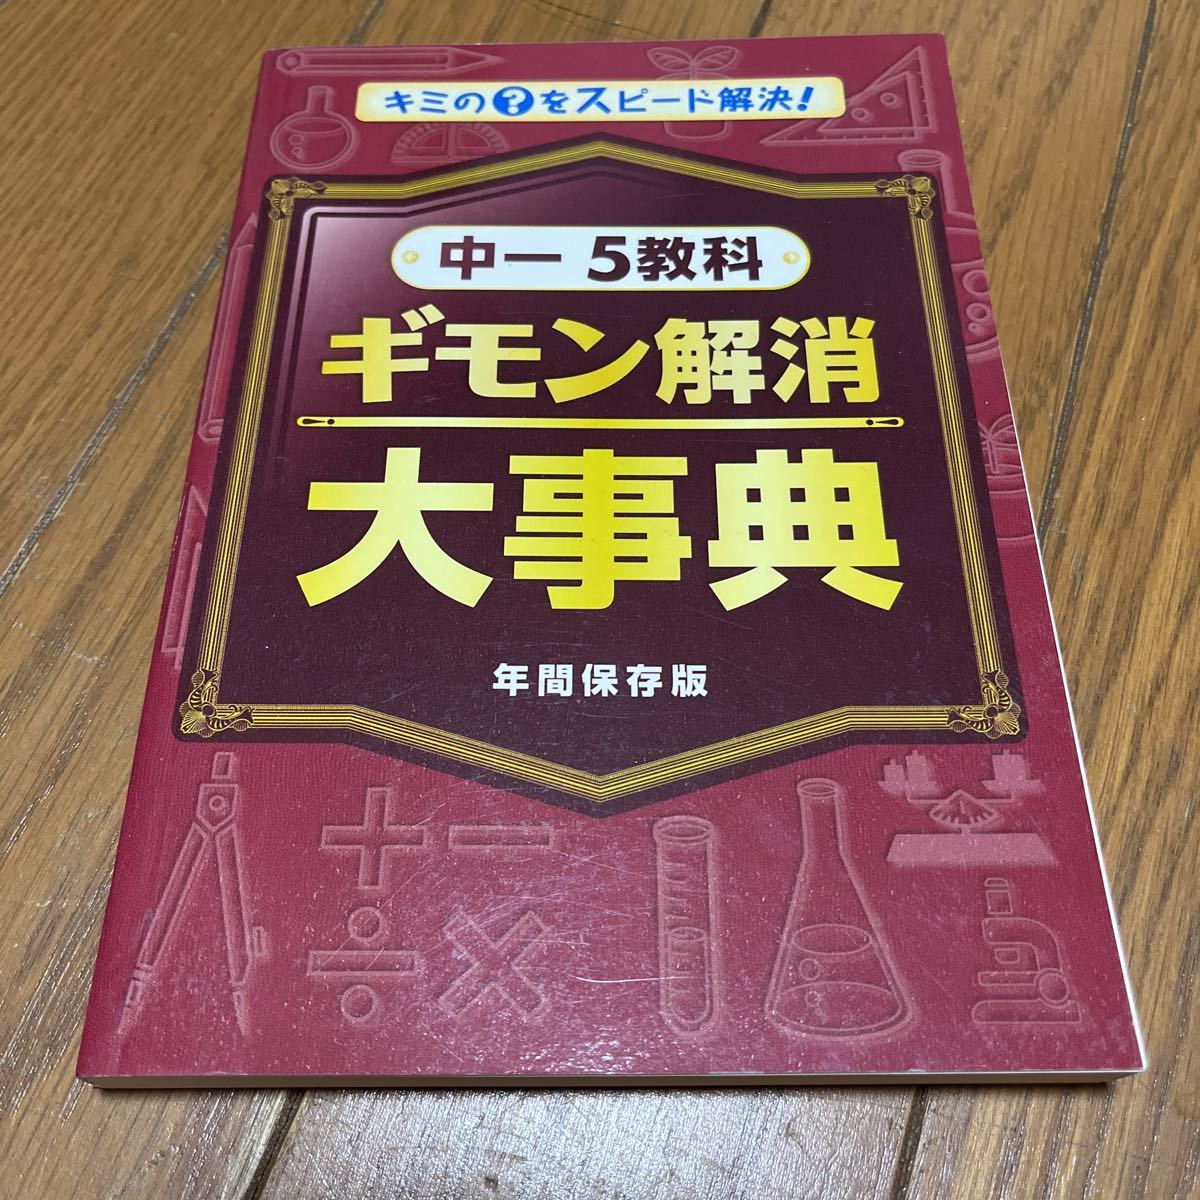 キミの?をスピード解決!
中一 5教科
ギモン解消
大事典
年間保存版